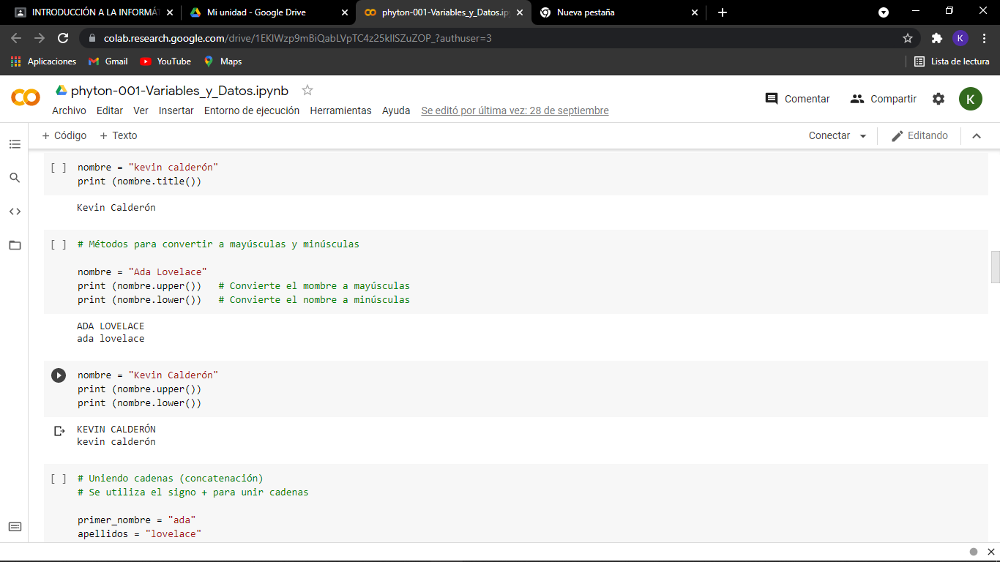 INTRODUCCIÓN A LA INFORMÁT
Mi unidad - Google Drive
phyton-001-Variables_y_Datos.ip
Nueva pestaña
colab.research.google.com/drive/1EKlWzp9mBiQabLVpTC4z25kIlSZuZOP_?authuser=3
K
Aplicaciones
Gmail
YouTube
Maps
Lista de lectura
phyton-001-Variables_y_Datos.ipynb
Comentar
Compartir
K
Archivo Editar Ver Insertar Entorno de ejecución Herramientas Ayuda Se editó por última vez: 28 de septiembre
+ Código + Texto
Conectar
Editando
[ ] nombre = "kevin calderón"
print (nombre.title())
Kevin Calderón
[ ] # Métodos para convertir a mayúsculas y minúsculas
nombre = "Ada Lovelace"
print (nombre.upper()) # Convierte el mombre a mayúsculas
print (nombre.lower()) # Convierte el nombre a minúsculas
ADA LOVELACE
ada lovelace
nombre = "Kevin Calderón"
print (nombre.upper())
print (nombre.lower())
KEVIN CALDERÓN
kevin calderón
[ ] # Uniendo cadenas (concatenación)
# Se utiliza el signo + para unir cadenas
primer_nombre = "ada"
apellidos = "lovelace"